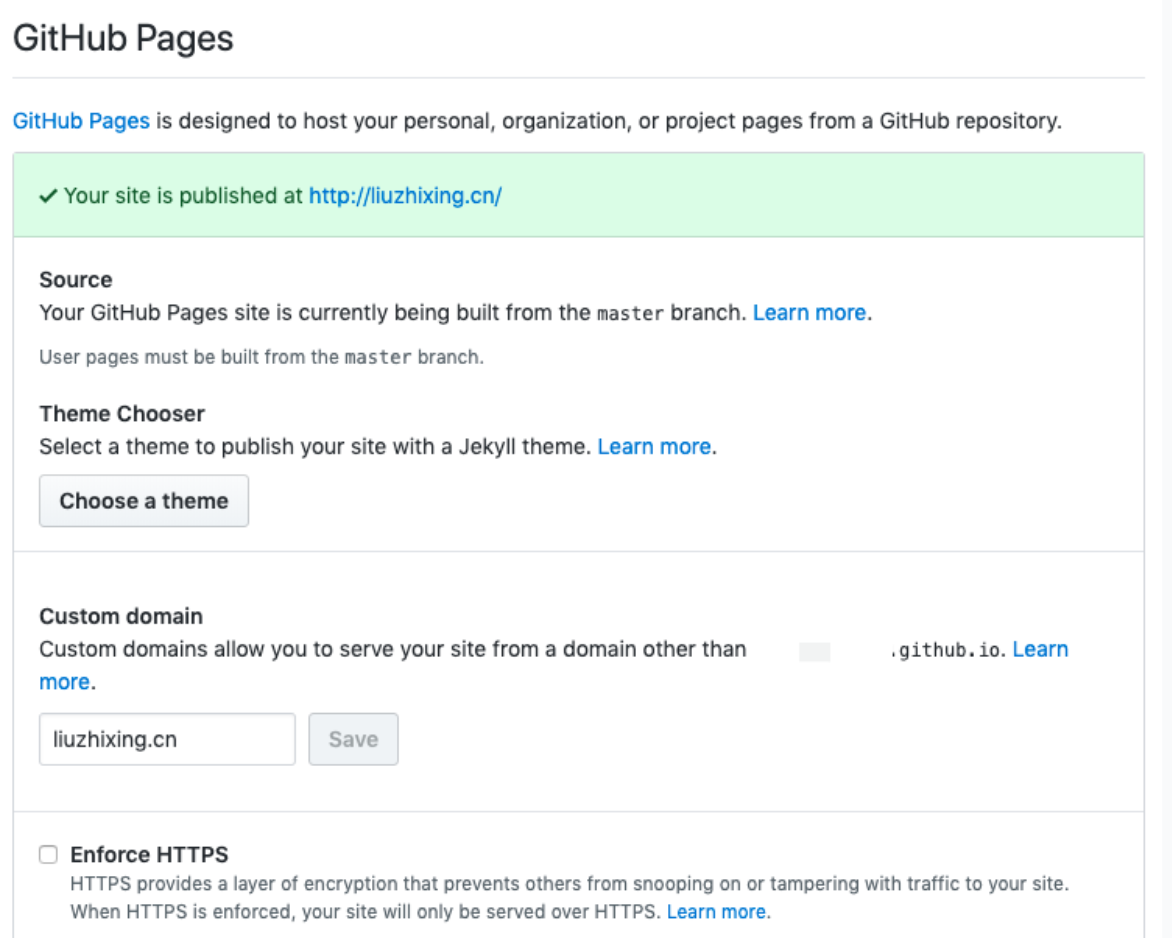 GitHub Pages
GitHub Pages is designed to host your personal, organization, or project pages from a GitHub repository.
✓ Your site is published at http://liuzhixing.cn/
Source
Your GitHub Pages site is currently being built from the master branch. Learn more.
User pages must be built from the master branch.
Theme Chooser
Select a theme to publish your site with a Jekyll theme. Learn more.
Choose a theme
Custom domain
Custom domains allow you to serve your site from a domain other than .github.io. Learn
more.
liuzhixing.cn Save
Enforce HTTPS
HTTPS provides a layer of encryption that prevents others from snooping on or tampering with traffic to your site.
When HTTPS is enforced, your site will only be served over HTTPS. Learn more.